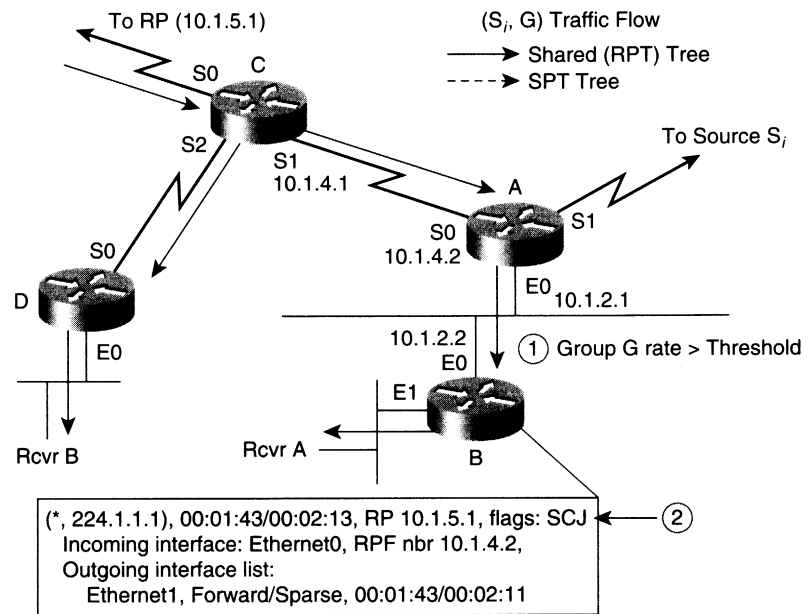 To RP (10.1.5.1)
(Si, G) Traffic Flow
Shared (RPT) Tree
SPT Tree
C
S0
S2
S1
10.1.4.1
To Source Si
A
S0
S1
10.1.4.2
E0
10.1.2.1
S0
D
E0
10.1.2.2
E0
1 Group G rate > Threshold
E1
Rcvr B
Rcvr A
B
(*, 224.1.1.1), 00:01:43/00:02:13, RP 10.1.5.1, flags: SCJ
2
Incoming interface: Ethernet0, RPF nbr 10.1.4.2,
Outgoing interface list:
Ethernet1, Forward/Sparse, 00:01:43/00:02:11